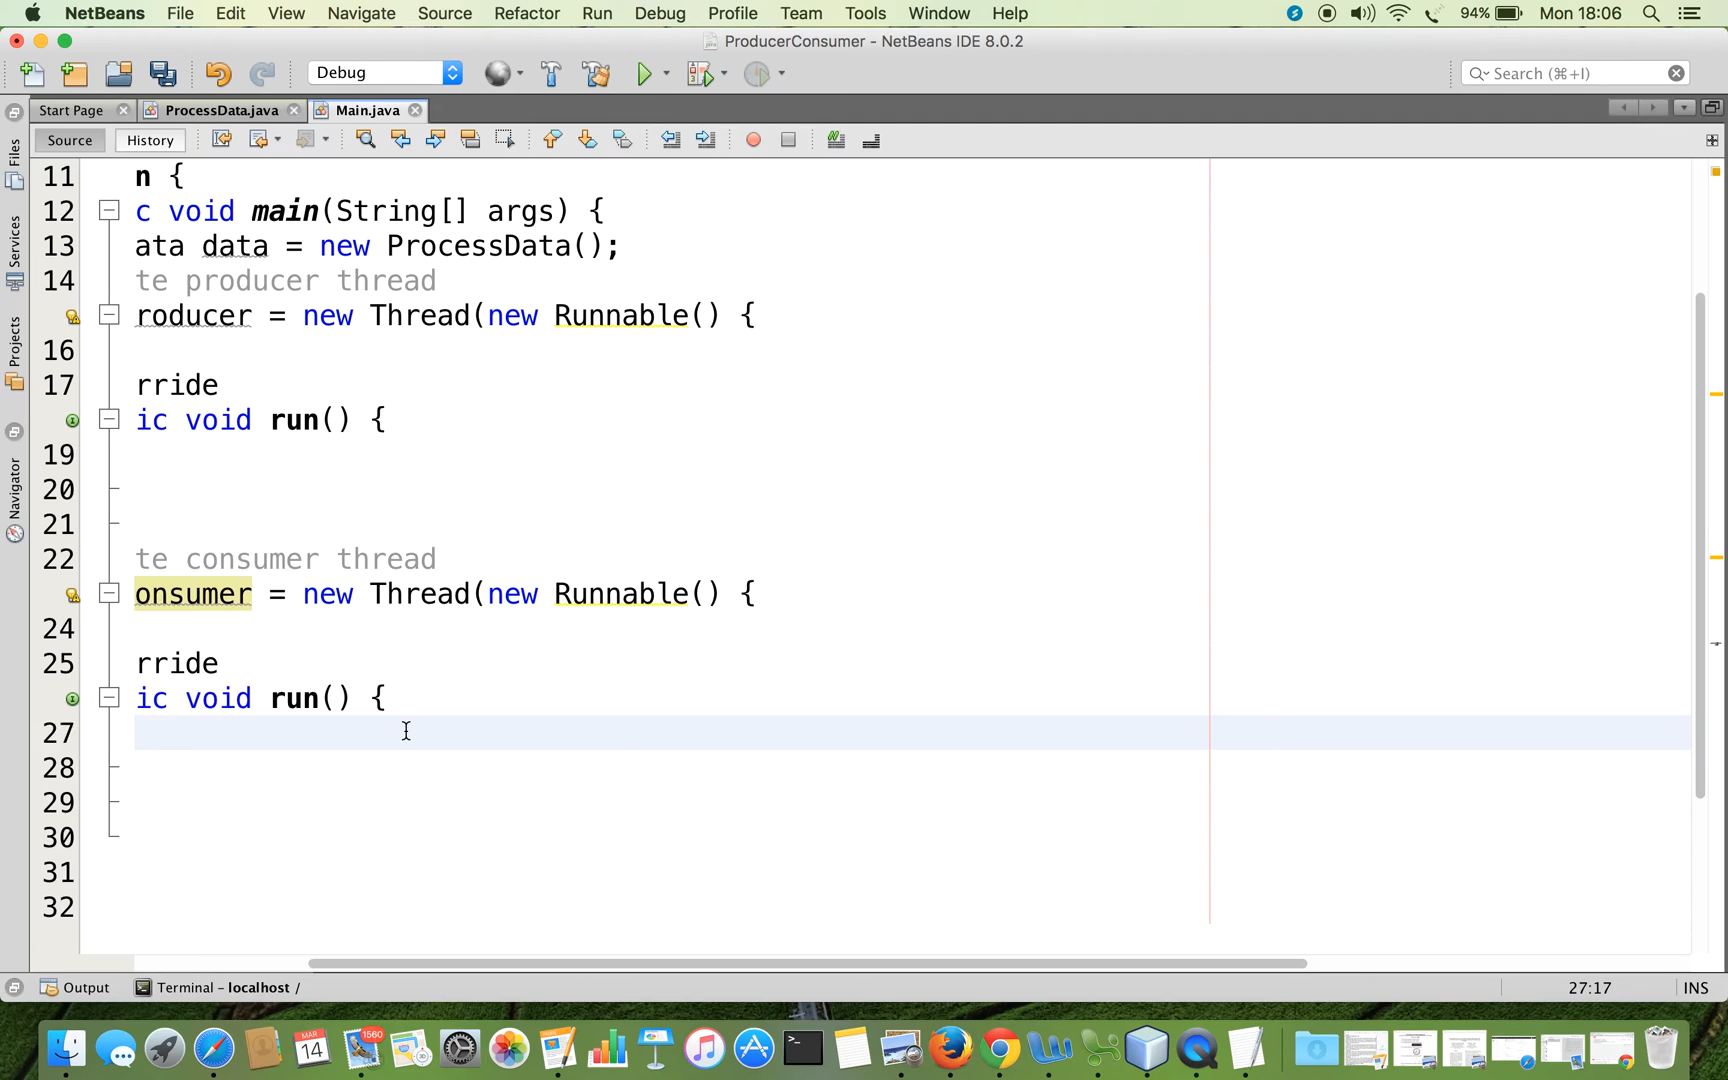 NetBeans File Edit View Navigate Source Refactor Run Debug Profile Team Tools Window Help 94% Mon 18:06
ProducerConsumer - NetBeans IDE 8.0.2
Debug Search (⌘+I)
Start Page ProcessData.java Main.java
Source History
Files
Services
Projects
Navigator
11 n {
12 c void main(String[] args) {
13 ata data = new ProcessData();
14 te producer thread
roducer = new Thread(new Runnable() {
16
17 rride
ic void run() {
19
20
21
22 te consumer thread
onsumer = new Thread(new Runnable() {
24
25 rride
ic void run() {
27
28
29
30
31
32
Output Terminal - localhost / 27:17 INS
MAR
14
1560